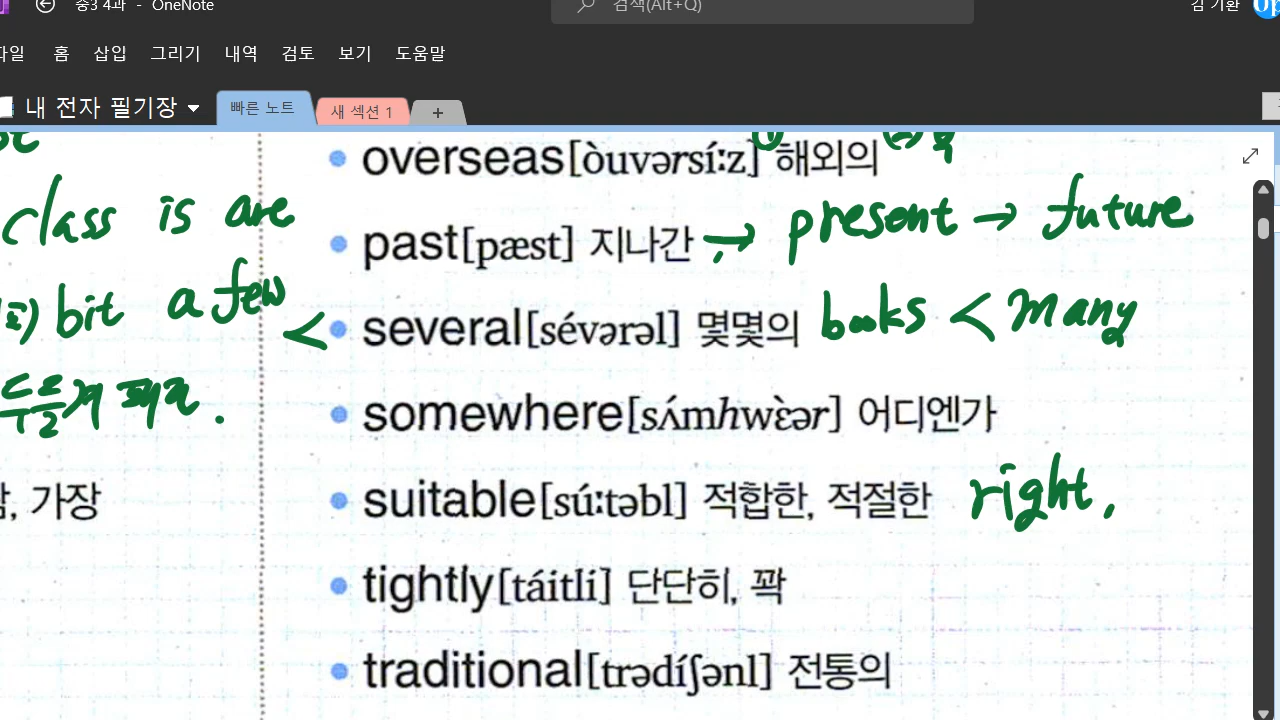 중3 4과 - OneNote
검색(Alt+Q)
김 기환
파일 홈 삽입 그리기 내역 검토 보기 도움말
내 전자 필기장 빠른 노트 새 섹션 1 +
overseas[òuvərsíːz] 해외의
class is are
past[pæst] 지나간 → present → future
bit a few <
several[sévərəl] 몇몇의 books < many
somewhere[sʌ́mhwɛ̀ər] 어디엔가
suitable[súːtəbl] 적합한, 적절한 right,
, 가장
tightly[táitli] 단단히, 꽉
traditional[trədíʃənl] 전통의